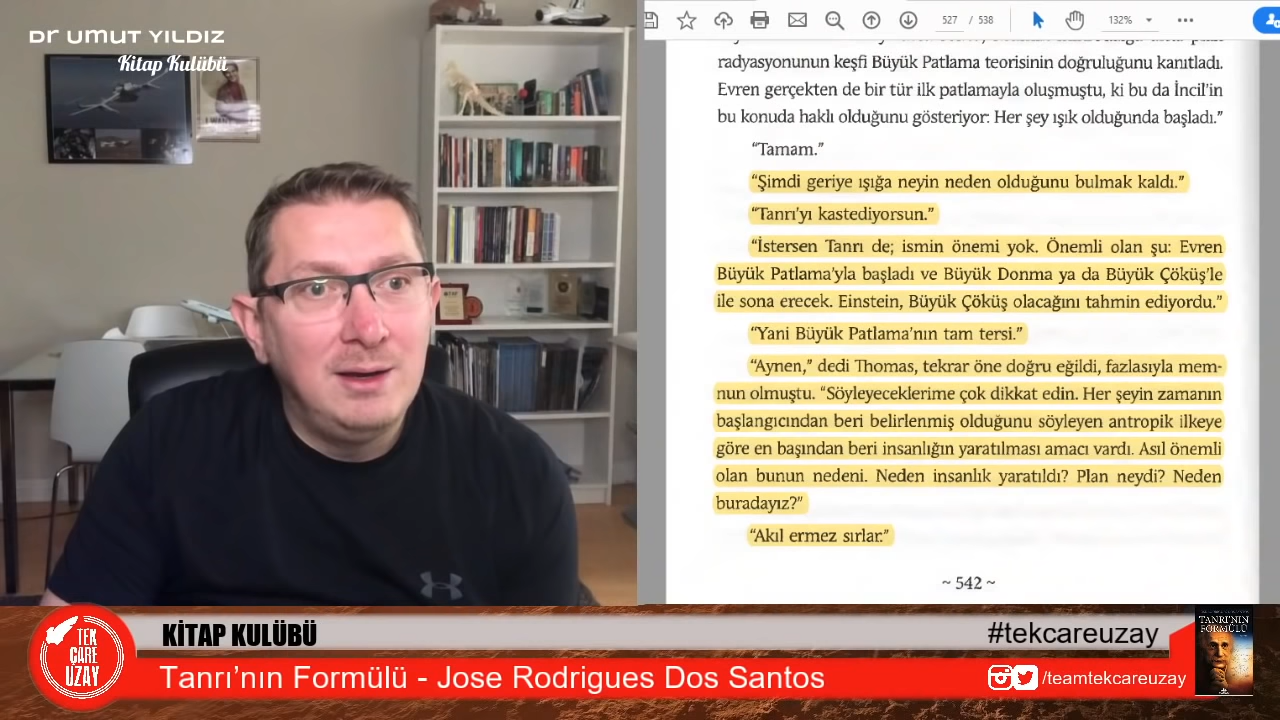 DR UMUT YILDIZ
Kitap Kulübü
527 / 538
132%
radyasyonunun keşfi Büyük Patlama teorisinin doğruluğunu kanıtladı.
Evren gerçekten de bir tür ilk patlamayla oluşmuştu, ki bu da İncil’in
bu konuda haklı olduğunu gösteriyor: Her şey ışık olduğunda başladı.”
“Tamam.”
“Şimdi geriye ışığa neyin neden olduğunu bulmak kaldı.”
“Tanrı’yı kastediyorsun.”
“İstersen Tanrı de; ismin önemi yok. Önemli olan şu: Evren
Büyük Patlama’yla başladı ve Büyük Donma ya da Büyük Çöküş’le
ile sona erecek. Einstein, Büyük Çöküş olacağını tahmin ediyordu.”
“Yani Büyük Patlama’nın tam tersi.”
“Aynen,” dedi Thomas, tekrar öne doğru eğildi, fazlasıyla mem-
nun olmuştu. “Söyleyeceklerime çok dikkat edin. Her şeyin zamanın
başlangıcından beri belirlenmiş olduğunu söyleyen antropik ilkeye
göre en başından beri insanlığın yaratılması amacı vardı. Asıl önemli
olan bunun nedeni. Neden insanlık yaratıldı? Plan neydi? Neden
buradayız?”
“Akıl ermez sırlar.”
~ 542 ~
TEK
ÇARE
UZAY
KİTAP KULÜBÜ
#tekcareuzay
Tanrı’nın Formülü - Jose Rodrigues Dos Santos
/teamtekcareuzay
TANRI'NIN
FORMÜLÜ